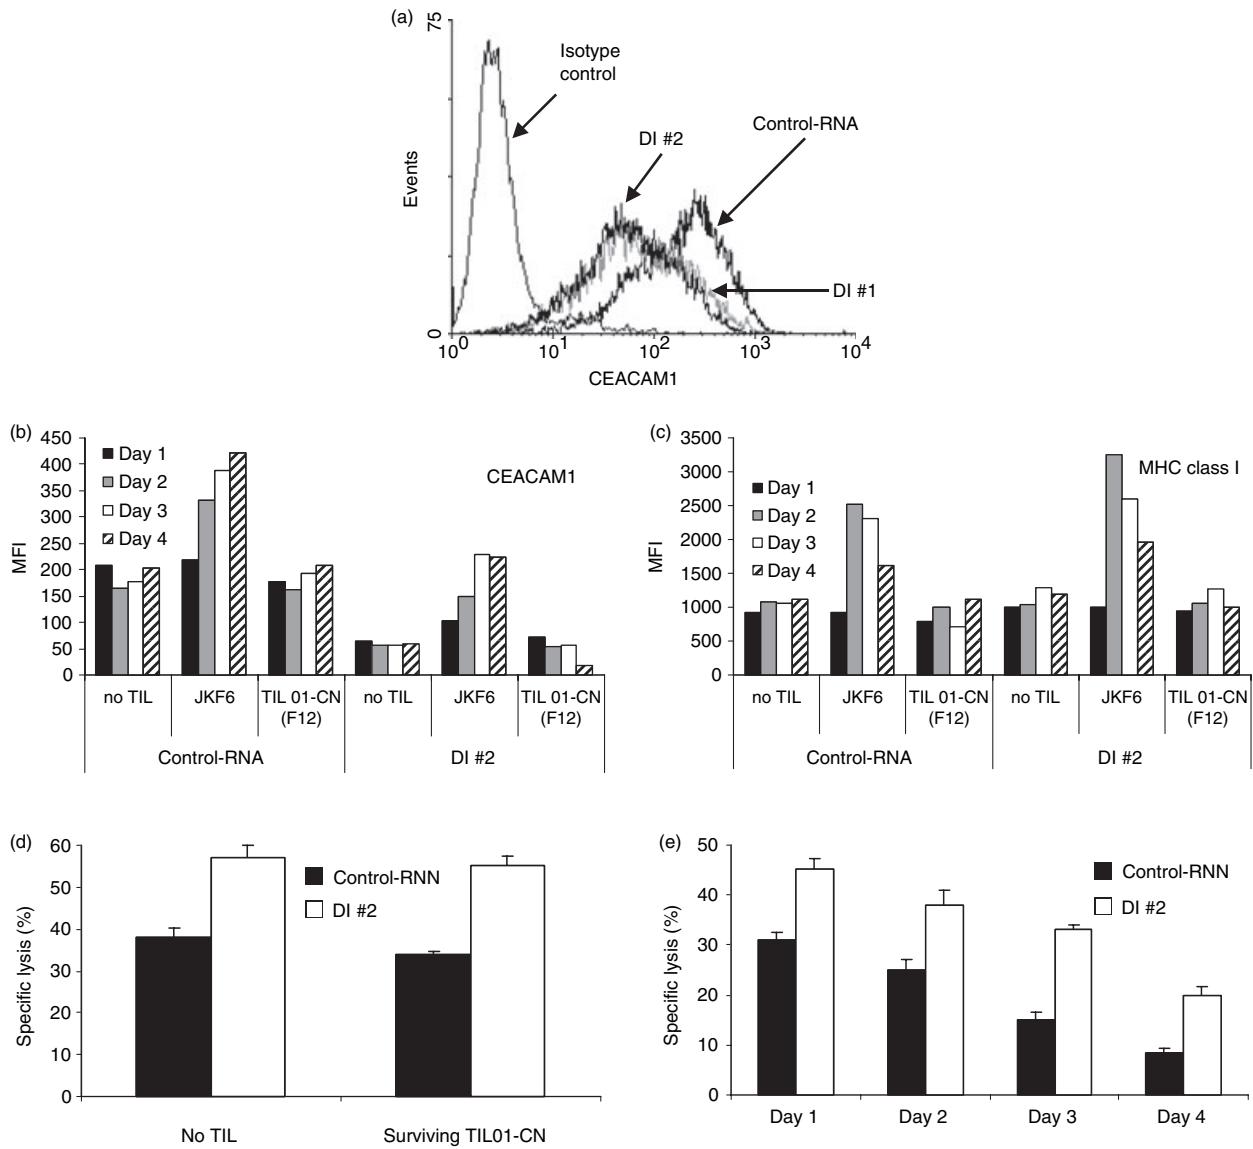 (a)
75
Events
0
Isotype
control
DI #2
Control-RNA
DI #1
10^0 10^1 10^2 10^3 10^4
CEACAM1
(b)
450
400
350
300
250
200
150
100
50
0
MFI
Day 1
Day 2
Day 3
Day 4
CEACAM1
no TIL JKF6 TIL 01-CN no TIL JKF6 TIL 01-CN
(F12) (F12)
Control-RNA DI #2
(c)
3500
3000
2500
2000
1500
1000
500
0
MFI
Day 1
Day 2
Day 3
Day 4
MHC class I
no TIL JKF6 TIL 01-CN no TIL JKF6 TIL 01-CN
(F12) (F12)
Control-RNA DI #2
(d)
60
50
40
30
20
10
0
Specific lysis (%)
Control-RNN
DI #2
No TIL Surviving TIL01-CN
(e)
50
40
30
20
10
0
Specific lysis (%)
Control-RNN
DI #2
Day 1 Day 2 Day 3 Day 4